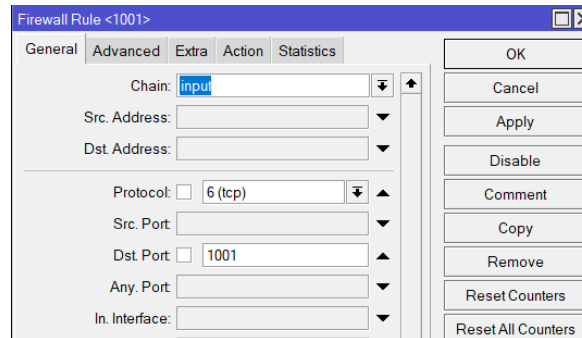 Firewall Rule <1001>
General Advanced Extra Action Statistics
Chain: input
Src. Address:
Dst. Address:
Protocol: 6 (tcp)
Src. Port:
Dst. Port: 1001
Any. Port:
In. Interface:
OK
Cancel
Apply
Disable
Comment
Copy
Remove
Reset Counters
Reset All Counters